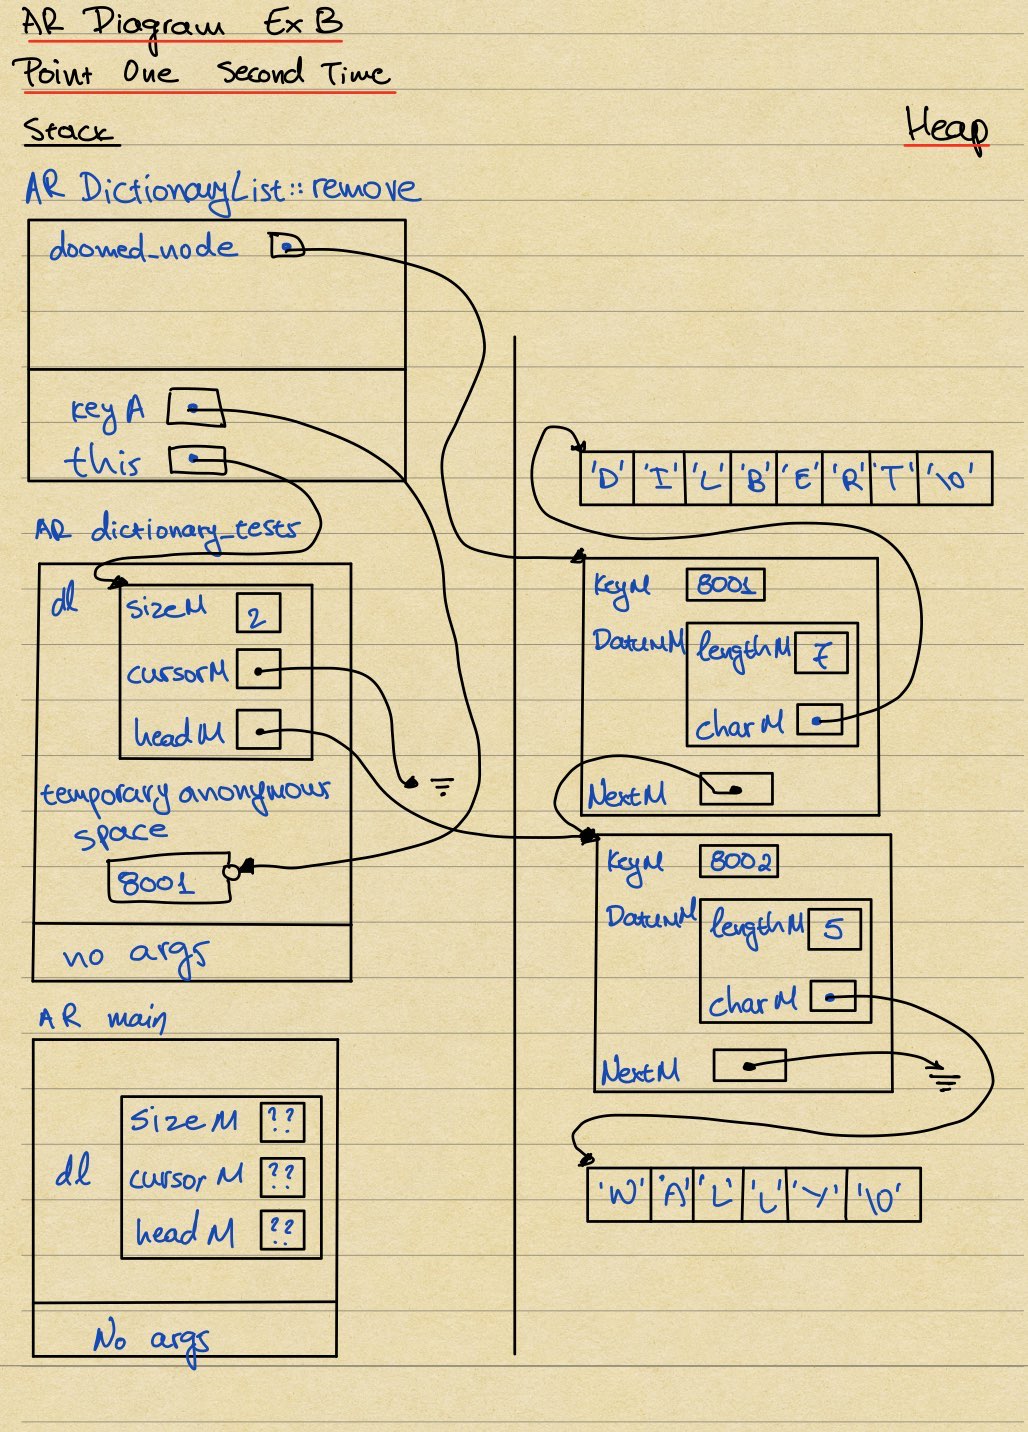 AR Diagram Ex B
Point One Second Time
Stack
Heap
AR DictionaryList::remove
doomed_node
keyA
this
'D' 'I' 'L' 'B' 'E' 'R' 'T' '\0'
AR dictionary_tests
dl
sizeM 2
cursorM
headM
temporary anonymous
space
8001
no args
KeyM 8001
DatumM lengthM 7
charM
NextM
KeyM 8002
DatumM lengthM 5
charM
NextM
'W' 'A' 'L' 'L' 'Y' '\0'
AR main
dl
SizeM ??
cursorM ??
headM ??
No args